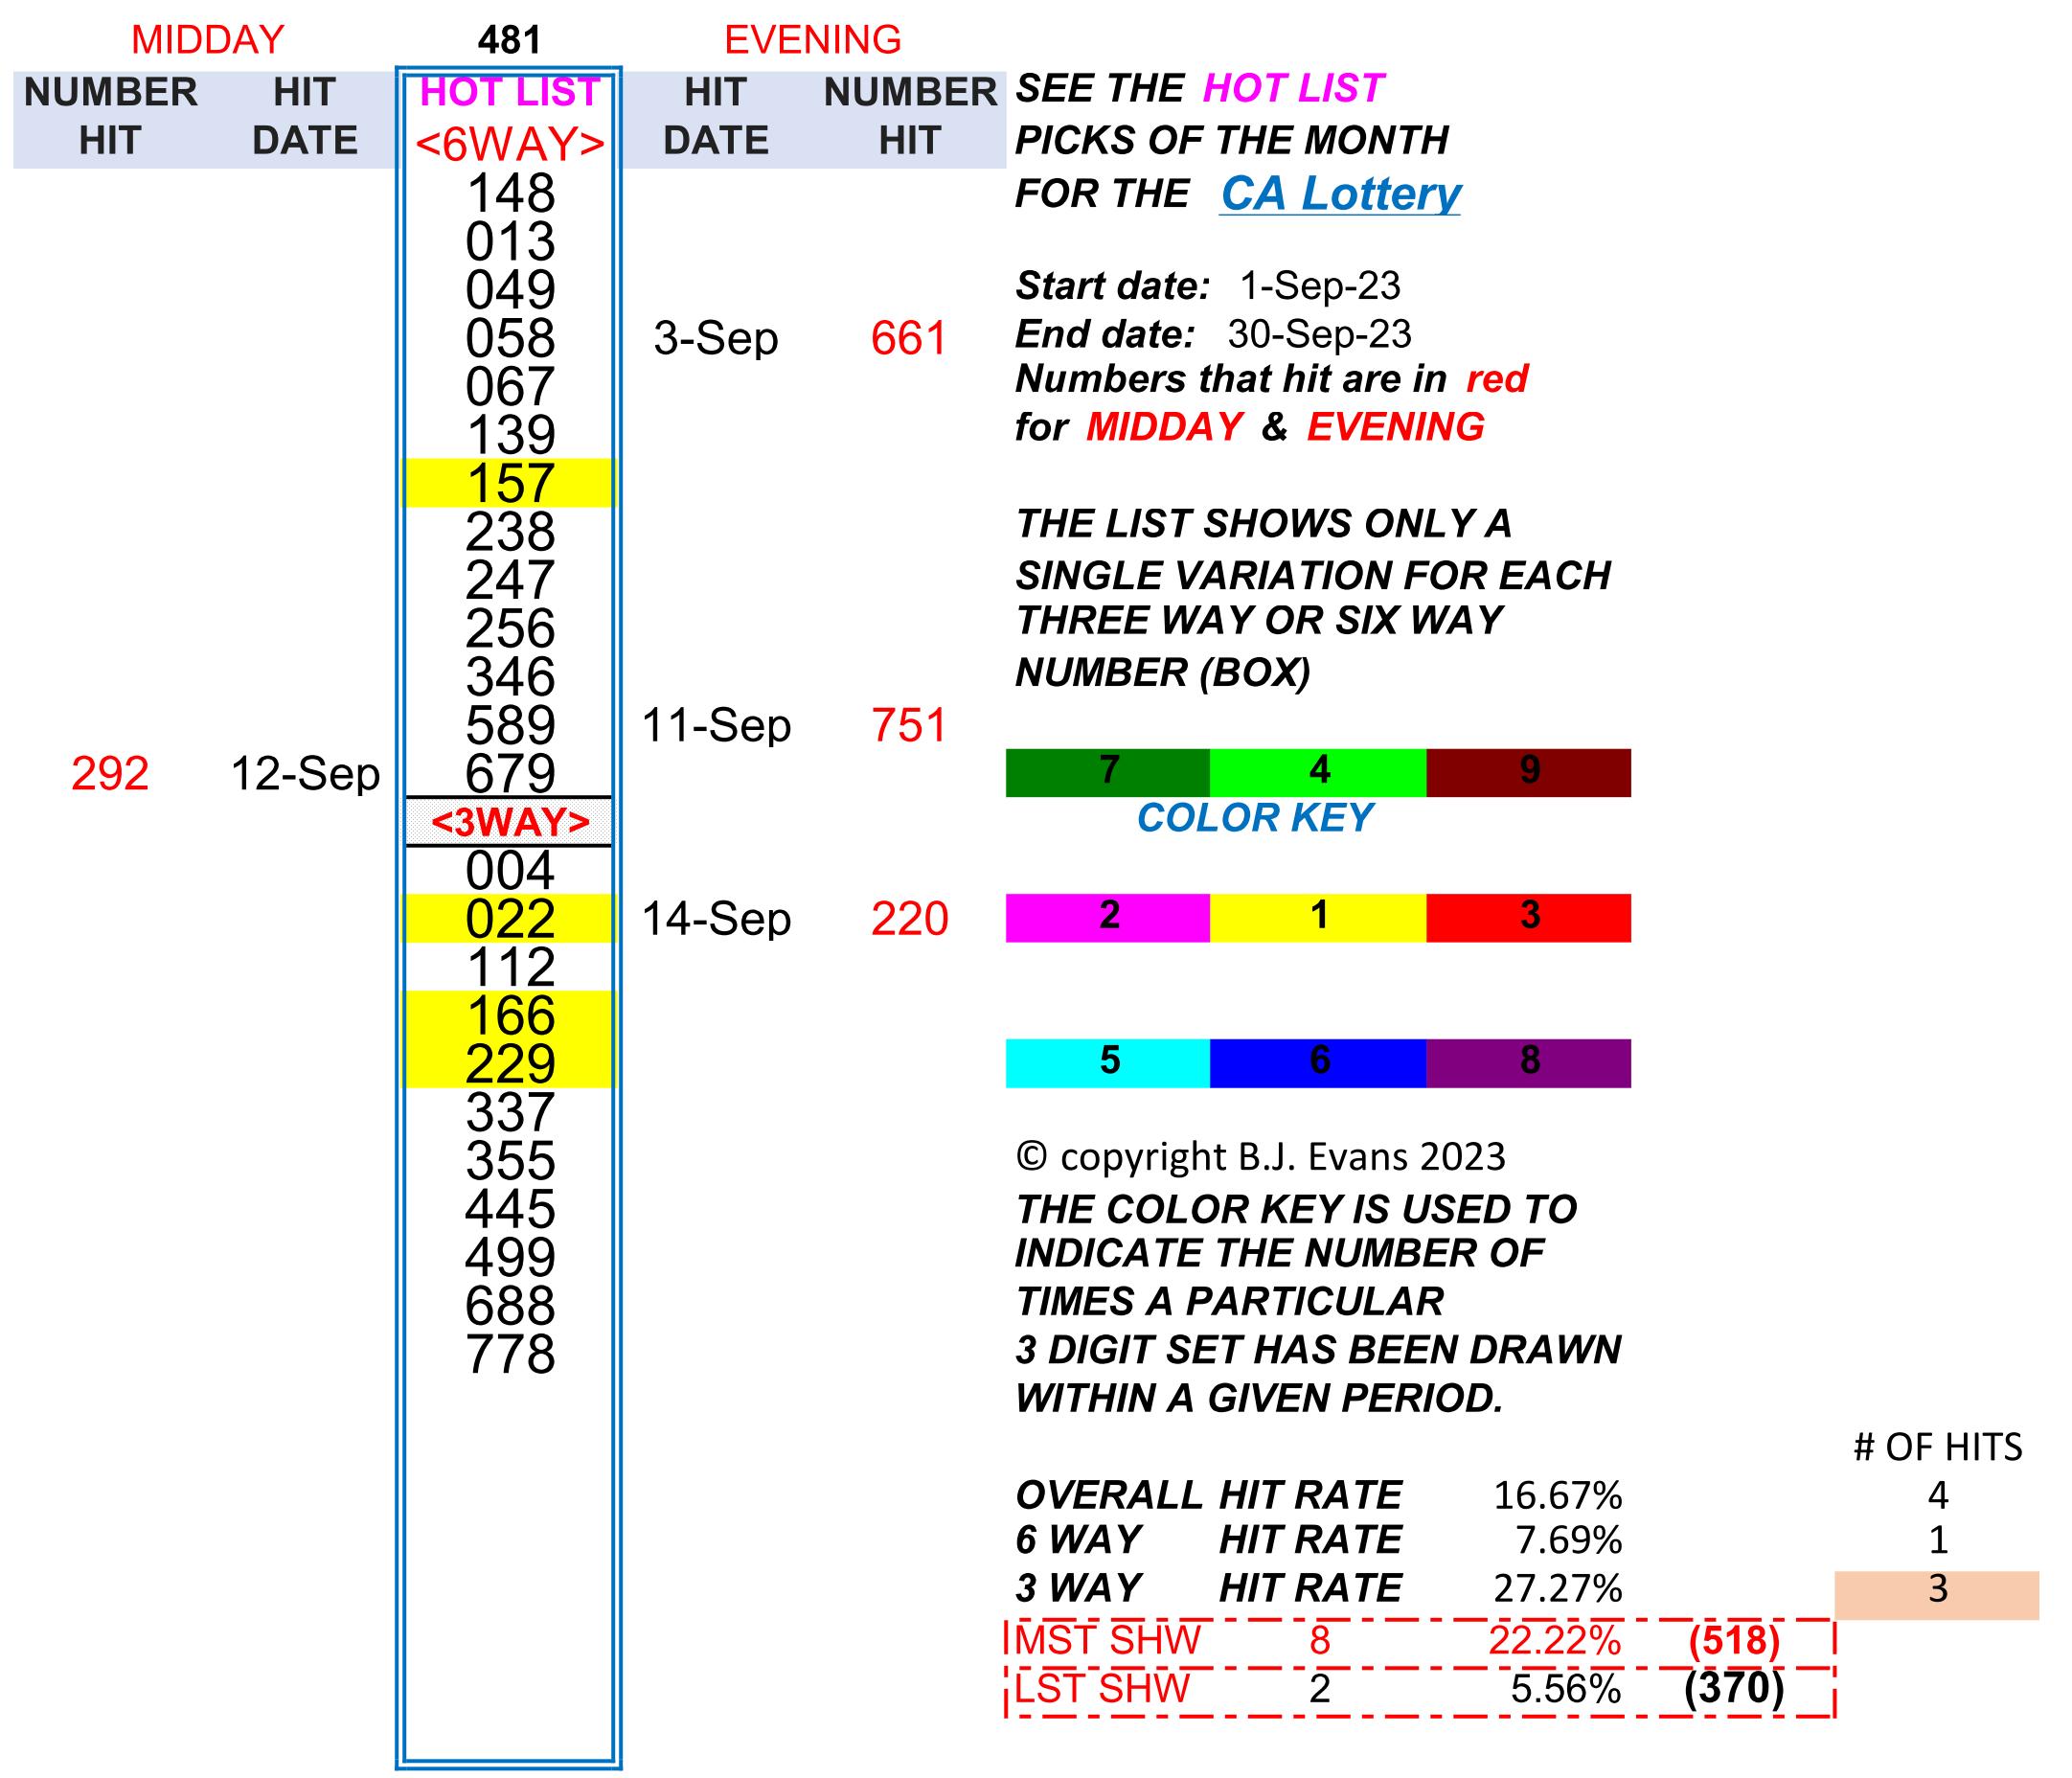 MIDDAY 481 EVENING
NUMBER HIT HOT LIST HIT NUMBER
HIT DATE <6WAY> DATE HIT
148
013
049
058 3-Sep 661
067
139
157
238
247
256
346
589 11-Sep 751
292 12-Sep 679
<3WAY>
004
022 14-Sep 220
112
166
229
337
355
445
499
688
778
SEE THE HOT LIST
PICKS OF THE MONTH
FOR THE CA Lottery
Start date: 1-Sep-23
End date: 30-Sep-23
Numbers that hit are in red
for MIDDAY & EVENING
THE LIST SHOWS ONLY A
SINGLE VARIATION FOR EACH
THREE WAY OR SIX WAY
NUMBER (BOX)
7 4 9
COLOR KEY
2 1 3
5 6 8
© copyright B.J. Evans 2023
THE COLOR KEY IS USED TO
INDICATE THE NUMBER OF
TIMES A PARTICULAR
3 DIGIT SET HAS BEEN DRAWN
WITHIN A GIVEN PERIOD.
# OF HITS
OVERALL HIT RATE 16.67% 4
6 WAY HIT RATE 7.69% 1
3 WAY HIT RATE 27.27% 3
MST SHW 8 22.22% (518)
LST SHW 2 5.56% (370)